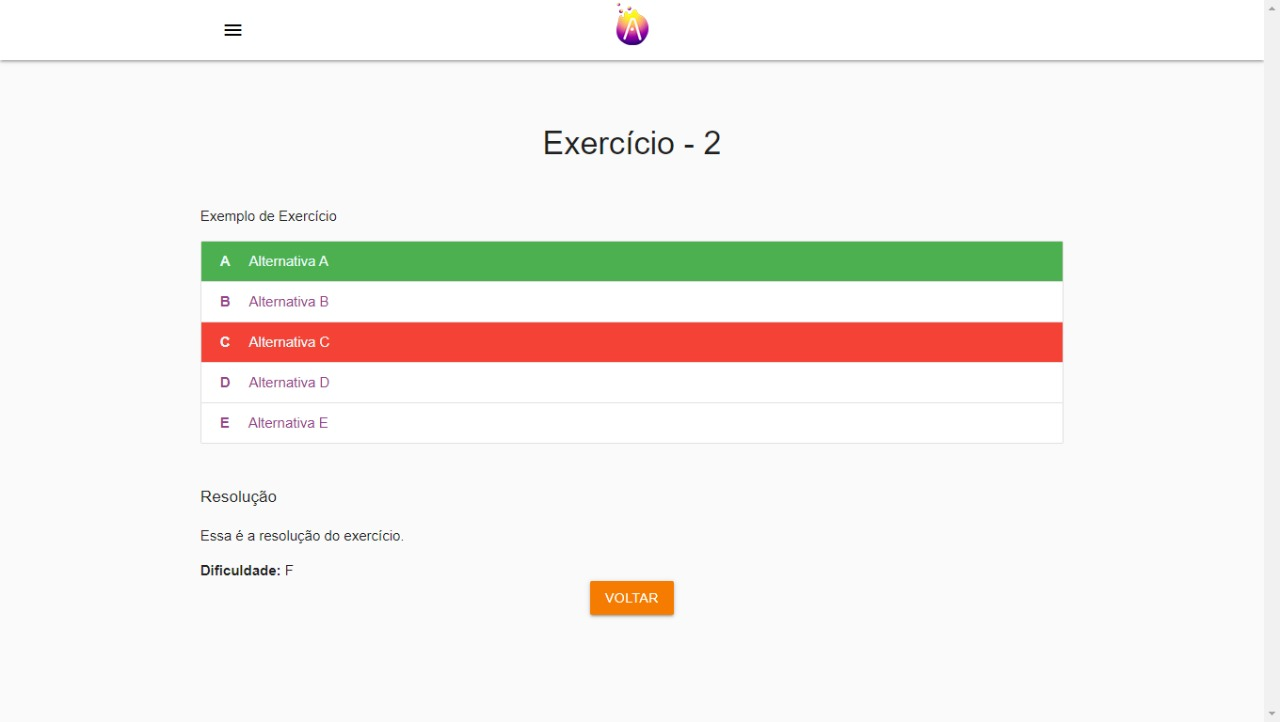 Exercício - 2
Exemplo de Exercício
A Alternativa A
B Alternativa B
C Alternativa C
D Alternativa D
E Alternativa E
Resolução
Essa é a resolução do exercício.
Dificuldade: F
VOLTAR